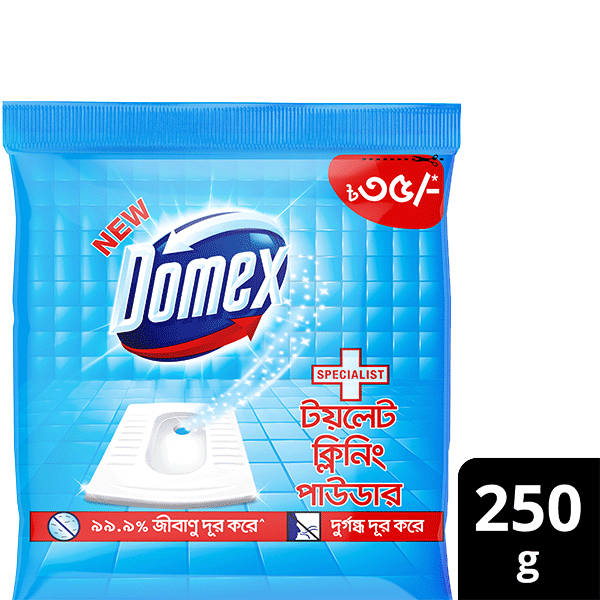 ৳৩৫/-*
NEW
Domex
SPECIALIST
টয়লেট
ক্লিনিং
পাউডার
৯৯.৯% জীবাণু দূর করে^
দুর্গন্ধ দূর করে
250
g